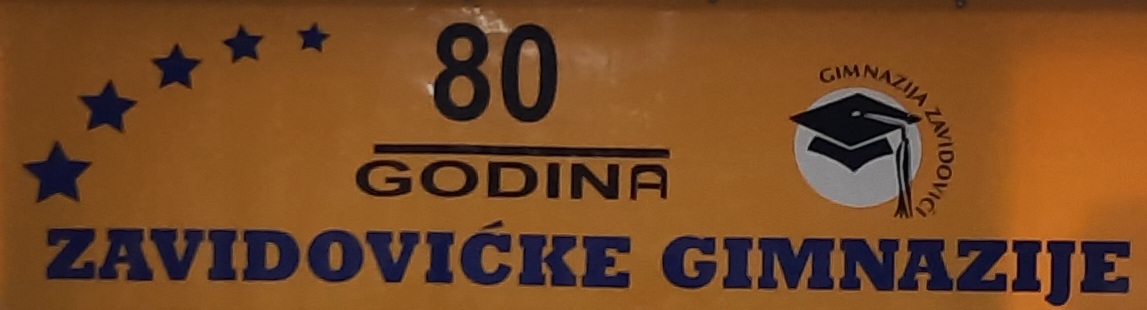 80
GODINA
GIMNAZIJA ZAVIDOVIĆI
ZAVIDOVIĆKE GIMNAZIJE